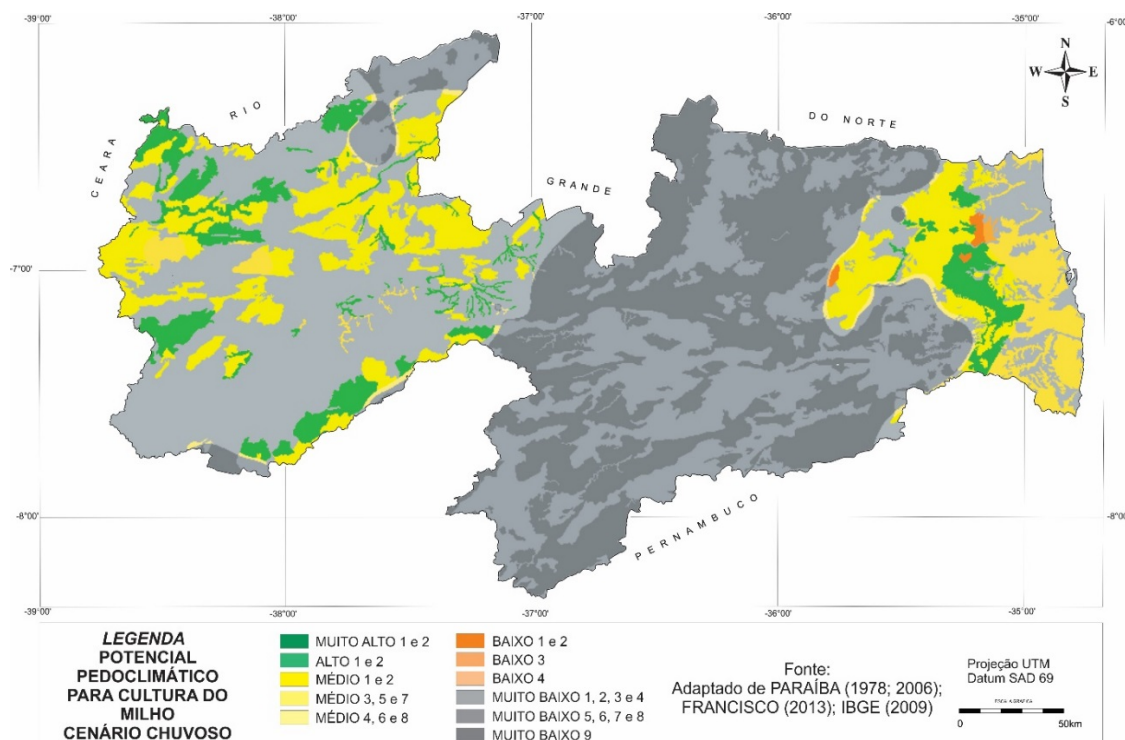 -39°00'
-38°00'
-37°00'
-36°00'
-35°00'
-6°00'
N
W E
S
RIO
DO NORTE
CEARA
GRANDE
-7°00'
-7°00'
-8°00'
-8°00'
PERNAMBUCO
-39°00'
-38°00'
-37°00'
-36°00'
-35°00'
LEGENDA
POTENCIAL
PEDOCLIMÁTICO
PARA CULTURA DO
MILHO
CENÁRIO CHUVOSO
MUITO ALTO 1 e 2
ALTO 1 e 2
MÉDIO 1 e 2
MÉDIO 3, 5 e 7
MÉDIO 4, 6 e 8
BAIXO 1 e 2
BAIXO 3
BAIXO 4
MUITO BAIXO 1, 2, 3 e 4
MUITO BAIXO 5, 6, 7 e 8
MUITO BAIXO 9
Fonte:
Adaptado de PARAÍBA (1978; 2006);
FRANCISCO (2013); IBGE (2009)
Projeção UTM
Datum SAD 69
ESCALA GRÁFICA
0 50km